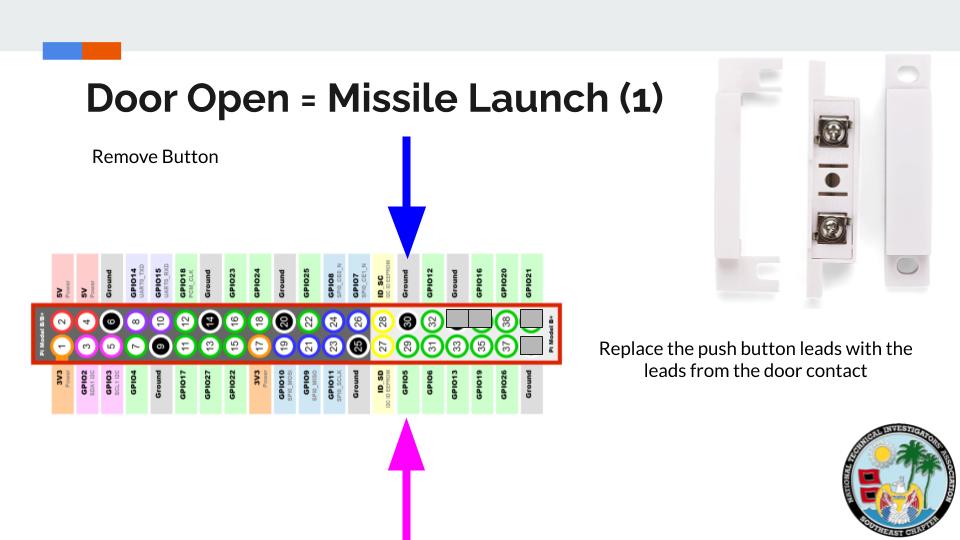 Door Open = Missile Launch (1)
Remove Button
5V Power 5V Power Ground GPIO14 UART0_TXD GPIO15 UART0_RXD GPIO18 PCM_CLK Ground GPIO23 GPIO24 Ground GPIO25 GPIO8 SPI0_CE0_N GPIO7 SPI0_CE1_N ID_SC I2C ID EEPROM Ground GPIO12 Ground GPIO16 GPIO20 GPIO21
Pi Model B/B+ 2 4 6 8 10 12 14 16 18 20 22 24 26 28 30 32 38 Pi Model B+
1 3 5 7 9 11 13 15 17 19 21 23 25 27 29 31 33 35 37
3V3 Power GPIO2 SDA1 I2C GPIO3 SCL1 I2C GPIO4 Ground GPIO17 GPIO27 GPIO22 3V3 Power GPIO10 SPI0_MOSI GPIO9 SPI0_MISO GPIO11 SPI0_SCLK Ground ID_SD I2C ID EEPROM GPIO5 GPIO6 GPIO13 GPIO19 GPIO26 Ground
Replace the push button leads with the
leads from the door contact
NATIONAL TECHNICAL INVESTIGATORS' ASSOCIATION
SOUTHEAST CHAPTER